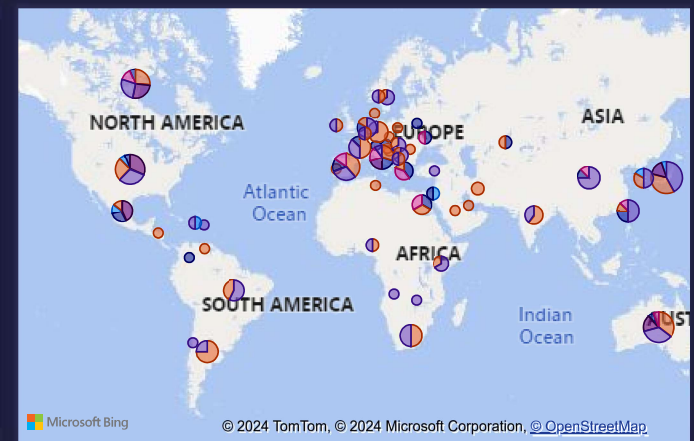 ASIA
NORTH AMERICA
EUROPE
Atlantic
Ocean
AFRICA
SOUTH AMERICA
Indian
Ocean
AUST
Microsoft Bing
© 2024 TomTom, © 2024 Microsoft Corporation, © OpenStreetMap